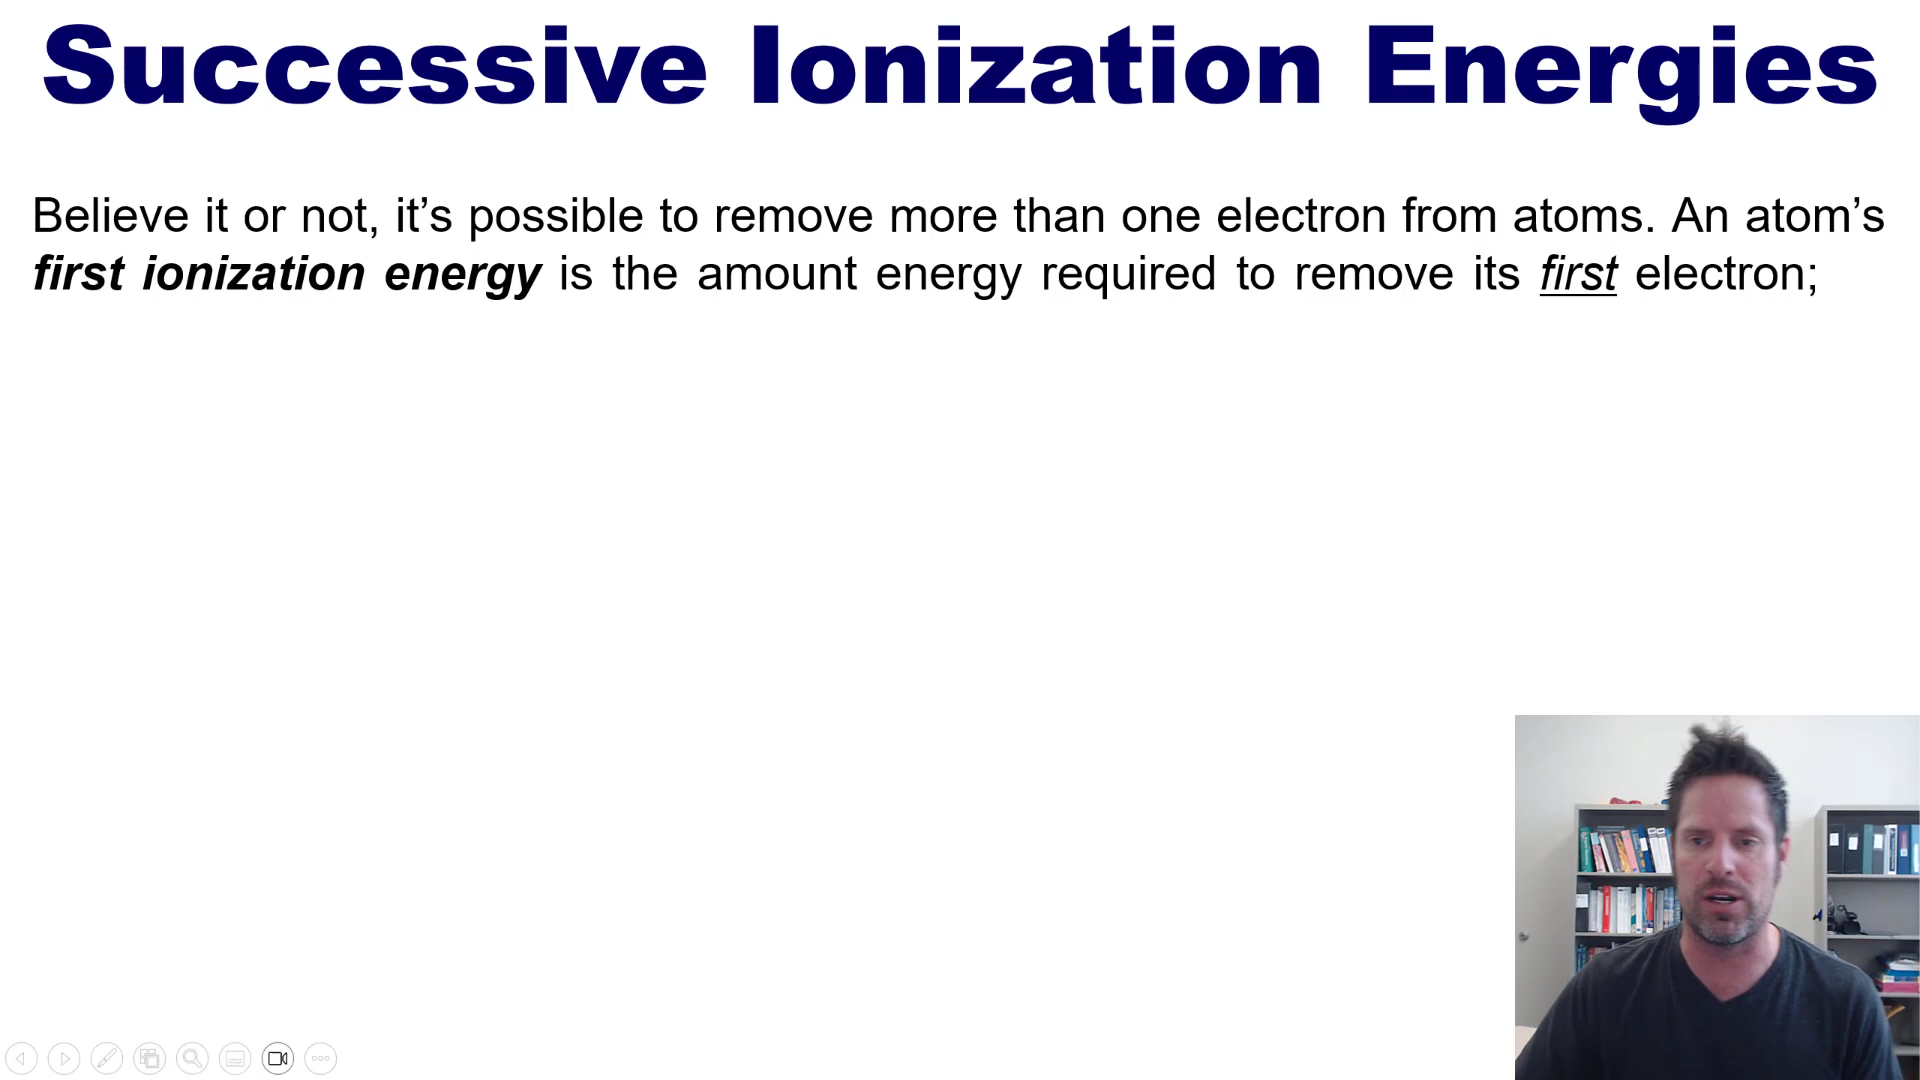 Successive Ionization Energies
Believe it or not, it’s possible to remove more than one electron from atoms. An atom’s
first ionization energy is the amount energy required to remove its first electron;